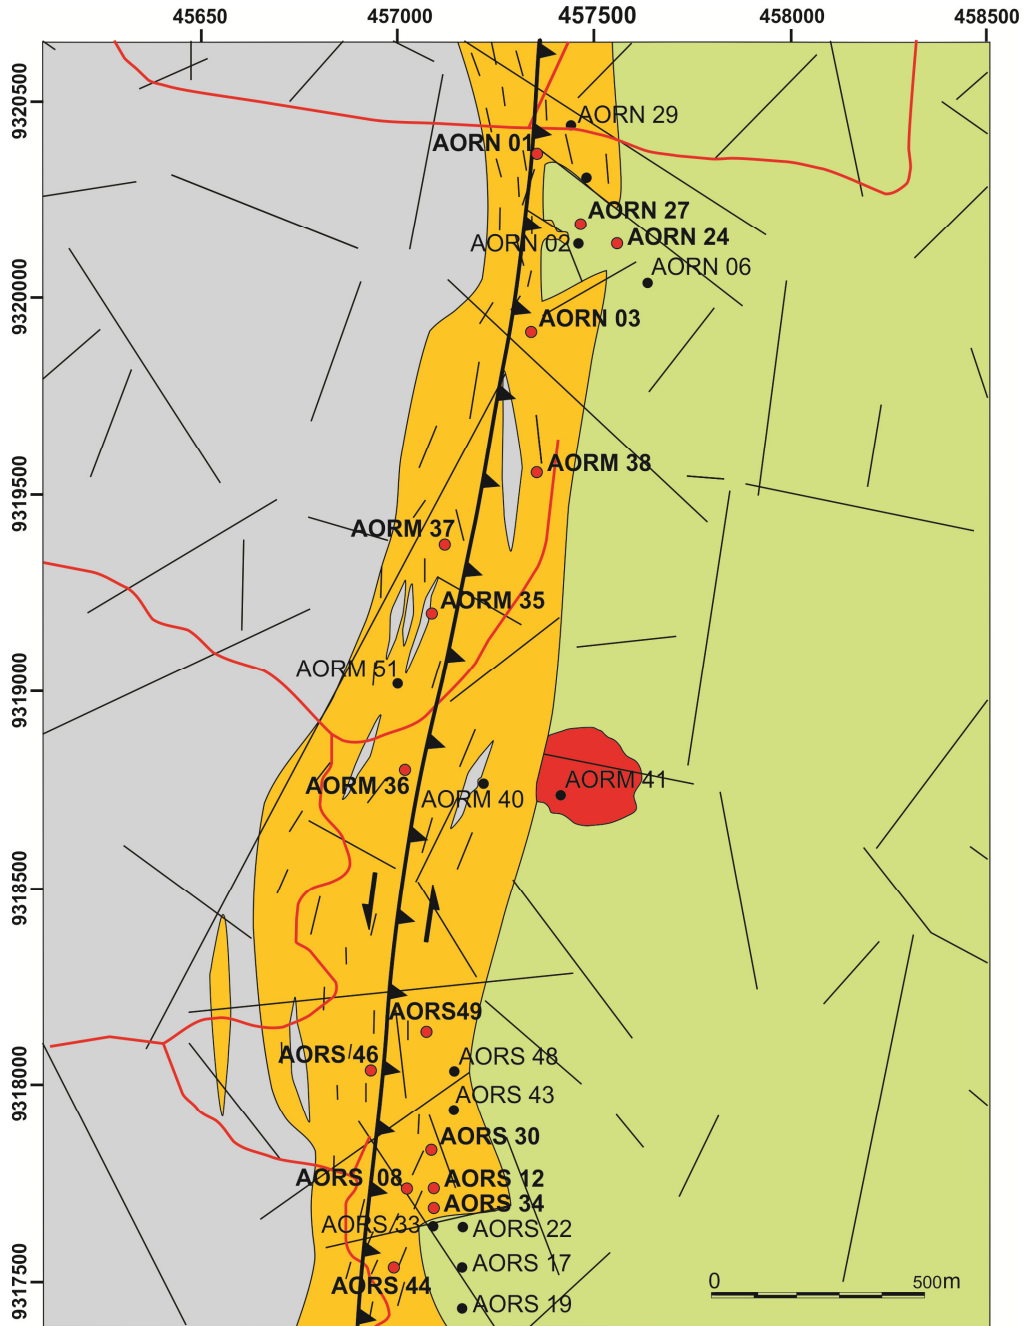 45650
457000
457500
458000
458500
9320500
9320000
9319500
9319000
9318500
9318000
9317500
AORN 29
AORN 01
AORN 27
AORN 24
AORN 02
AORN 06
AORN 03
AORM 38
AORM 37
AORM 35
AORM 51
AORM 36
AORM 40
AORM 41
AORS49
AORS 46
AORS 48
AORS 43
AORS 30
AORS 08
AORS 12
AORS 34
AORS 33
AORS 22
AORS 17
AORS 44
AORS 19
0
500m